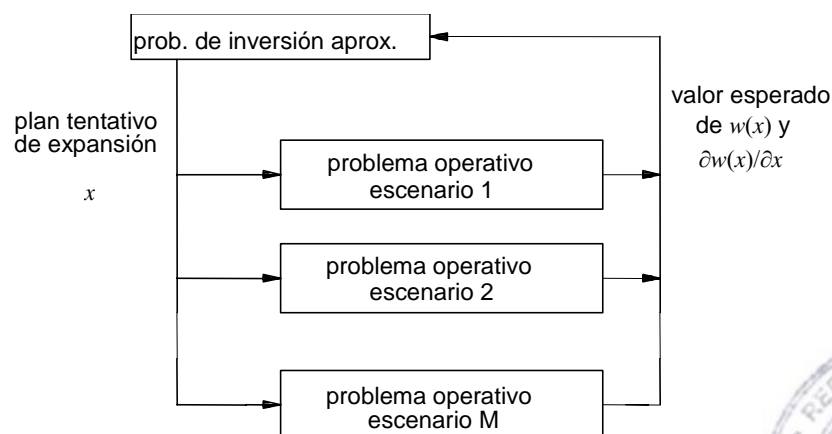 prob. de inversión aprox.
plan tentativo
de expansión
x
valor esperado
de w(x) y
∂w(x)/∂x
problema operativo
escenario 1
problema operativo
escenario 2
problema operativo
escenario M